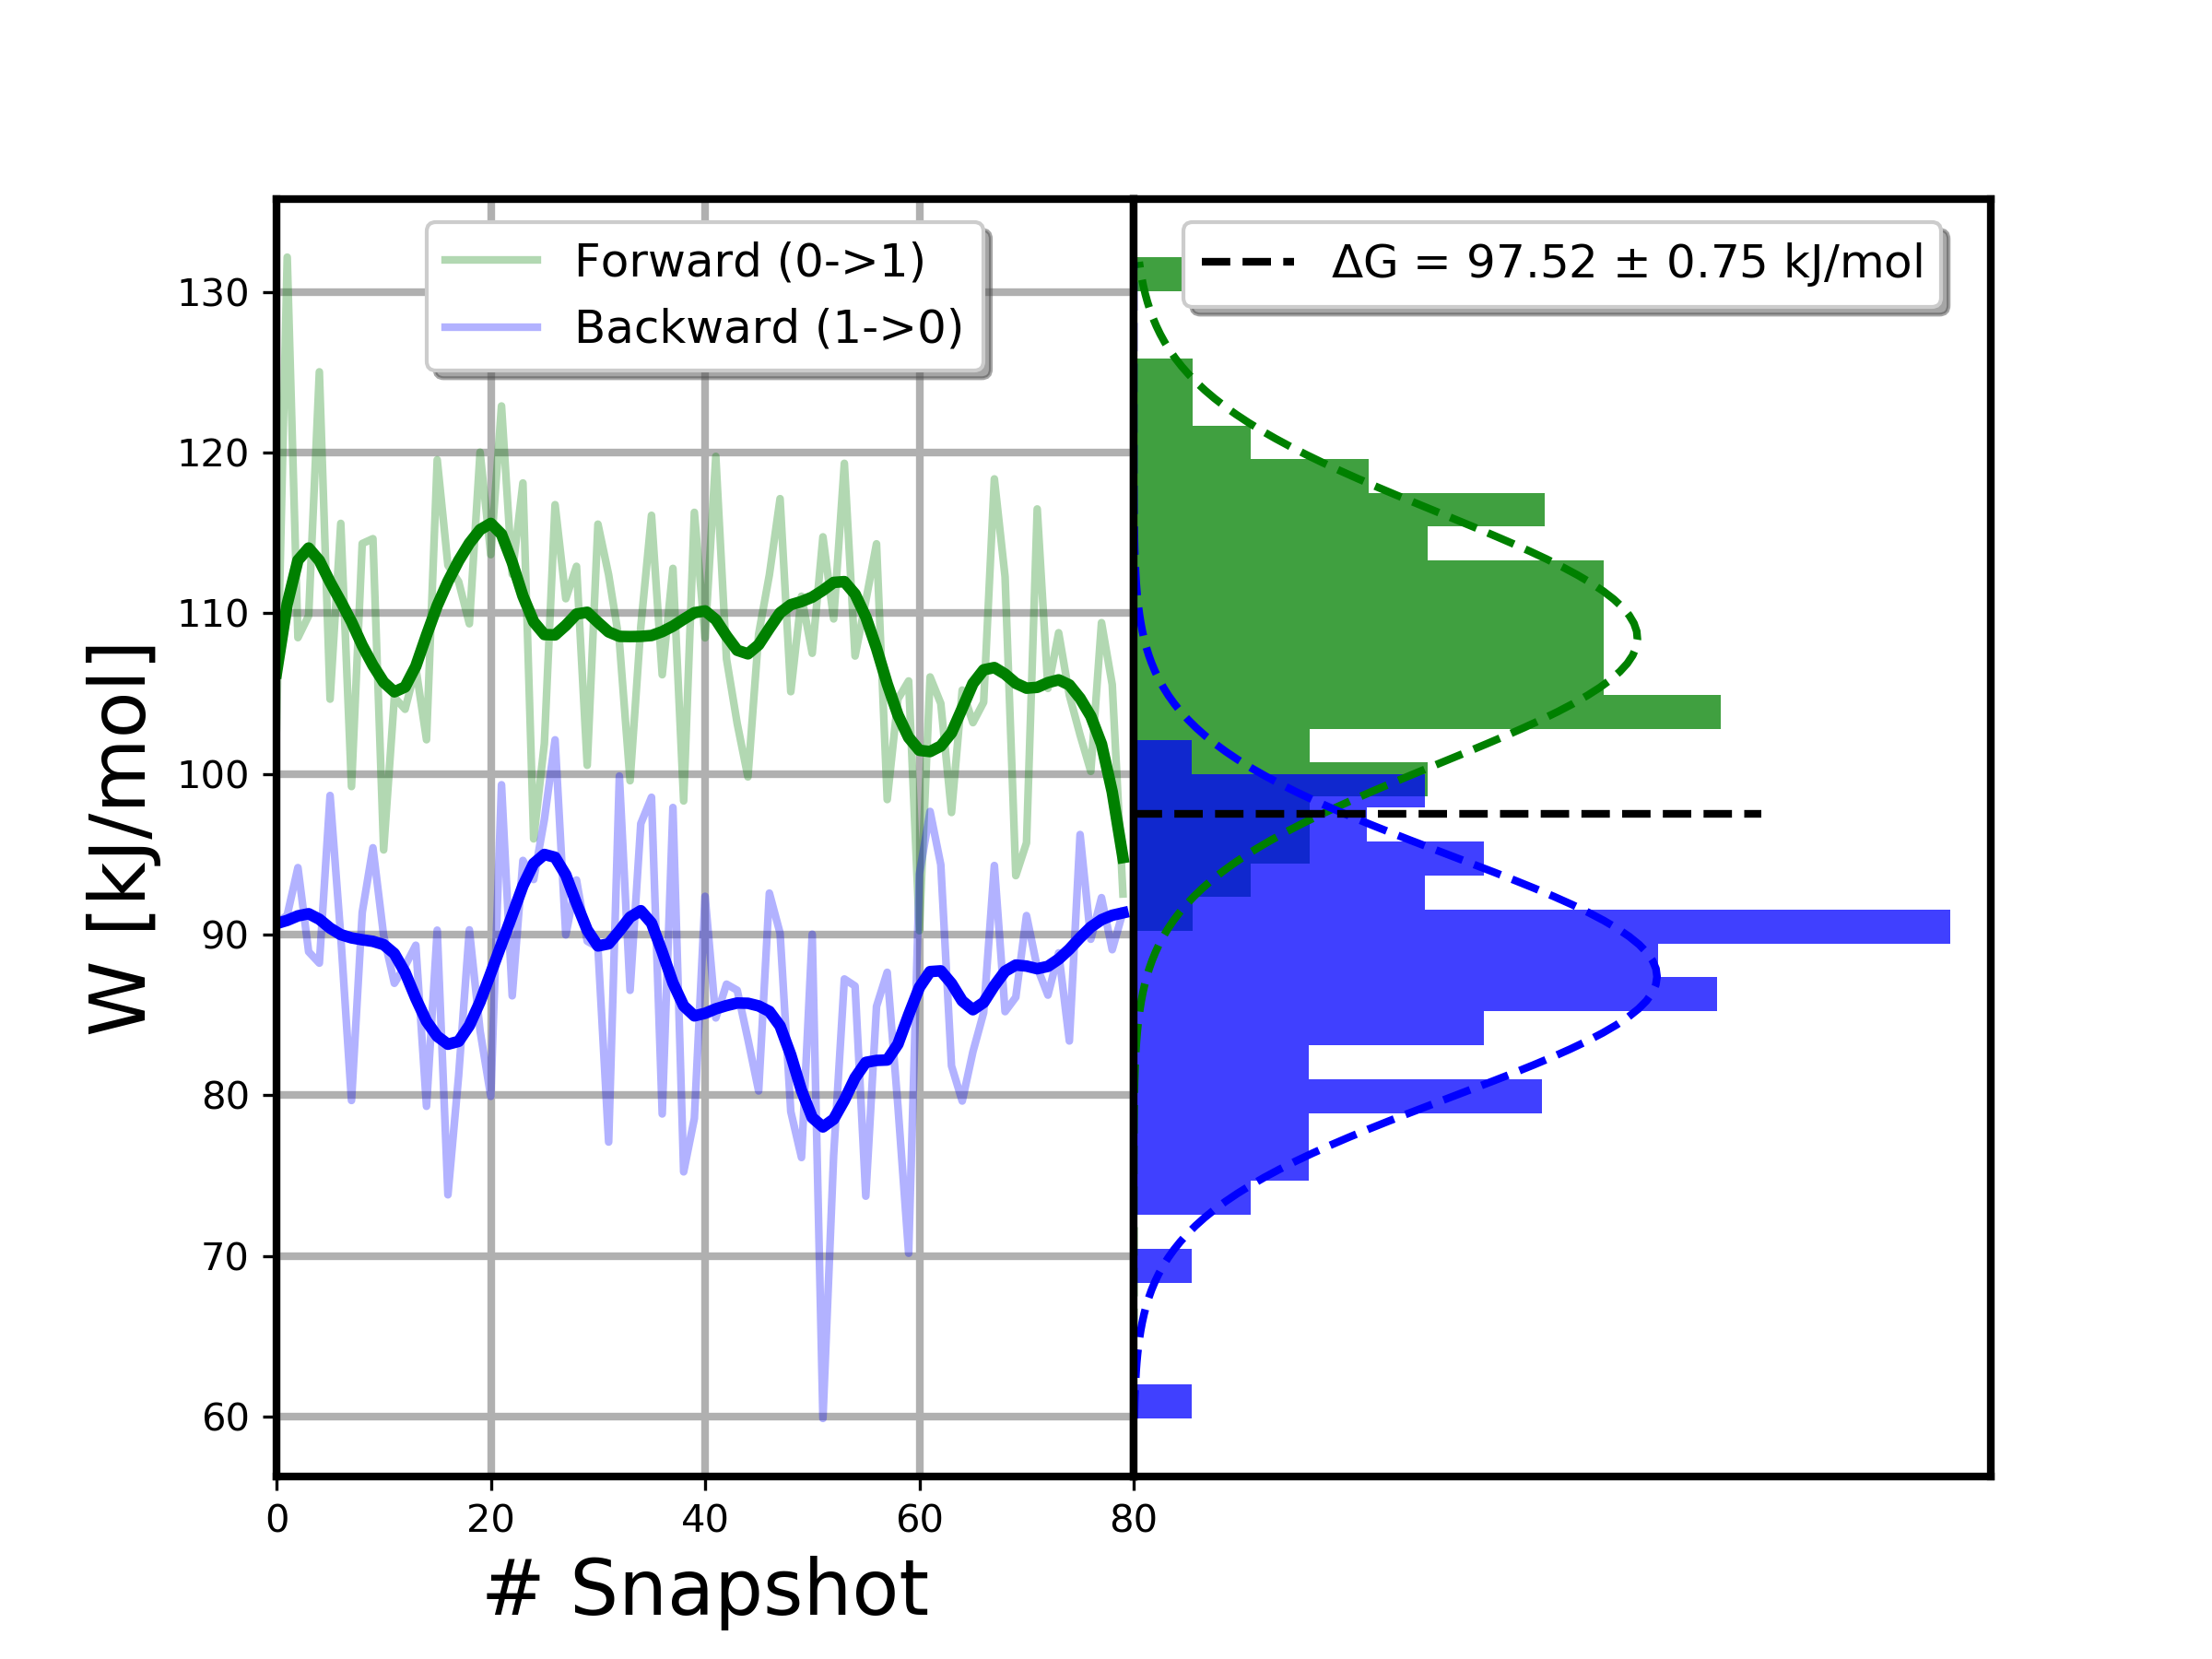 Forward (0->1)
Backward (1->0)
ΔG = 97.52 ± 0.75 kJ/mol
W [kJ/mol]
130
120
110
100
90
80
70
60
0 20 40 60 80
# Snapshot